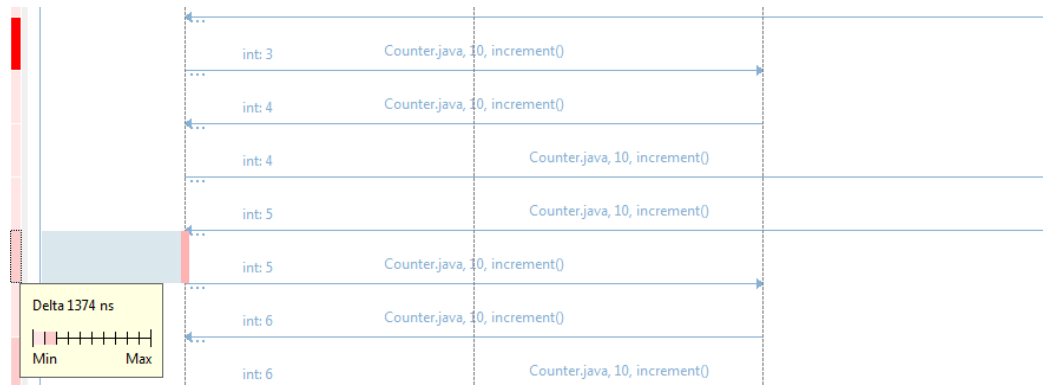 ...
int: 3 Counter.java, 10, increment()
...
int: 4 Counter.java, 10, increment()
...
int: 4 Counter.java, 10, increment()
...
int: 5 Counter.java, 10, increment()
...
int: 5 Counter.java, 10, increment()
...
int: 6 Counter.java, 10, increment()
...
int: 6 Counter.java, 10, increment()
Delta 1374 ns
Min Max